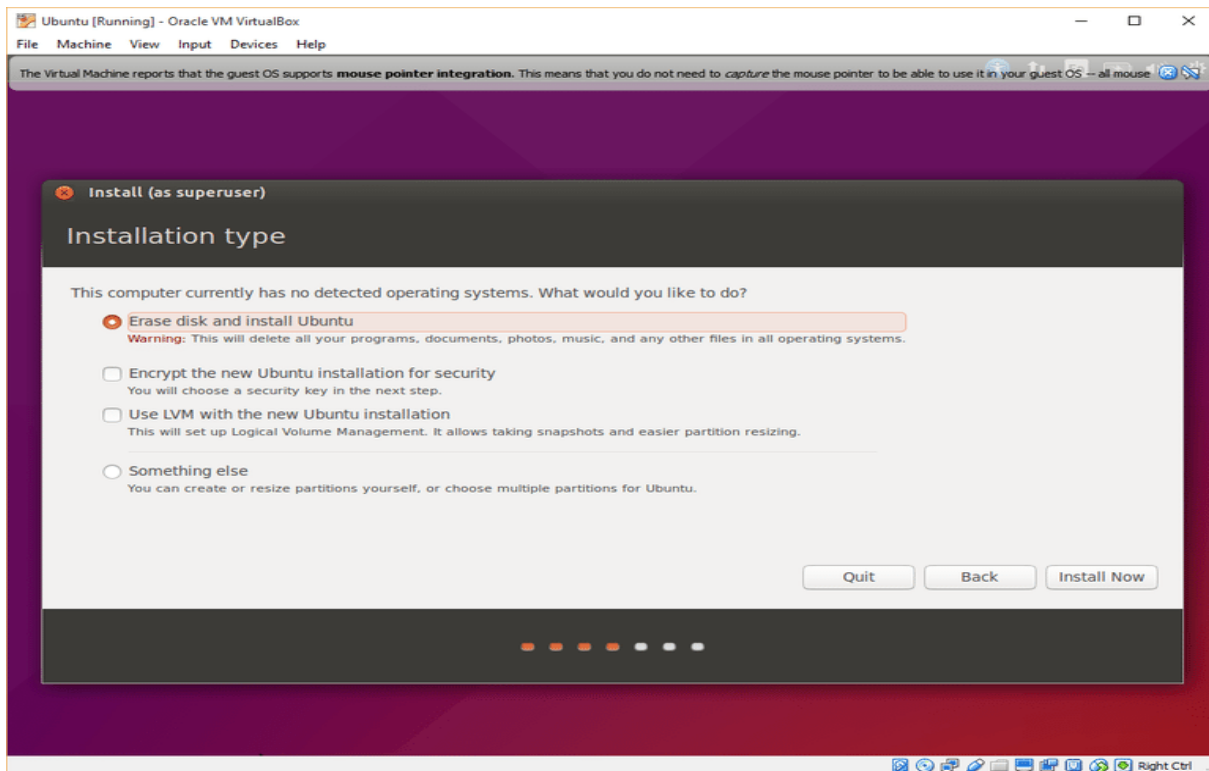 Ubuntu [Running] - Oracle VM VirtualBox
File Machine View Input Devices Help
The Virtual Machine reports that the guest OS supports mouse pointer integration. This means that you do not need to capture the mouse pointer to be able to use it in your guest OS -- all mouse
Install (as superuser)
Installation type
This computer currently has no detected operating systems. What would you like to do?
Erase disk and install Ubuntu
Warning: This will delete all your programs, documents, photos, music, and any other files in all operating systems.
Encrypt the new Ubuntu installation for security
You will choose a security key in the next step.
Use LVM with the new Ubuntu installation
This will set up Logical Volume Management. It allows taking snapshots and easier partition resizing.
Something else
You can create or resize partitions yourself, or choose multiple partitions for Ubuntu.
Quit Back Install Now
Right Ctrl